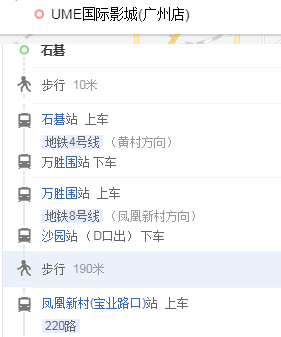 UME国际影城(广州店)
石碁
步行 10米
石碁站 上车
地铁4号线（黄村方向）
万胜围站下车
万胜围站 上车
地铁8号线（凤凰新村方向）
沙园站（D口出）下车
步行 190米
凤凰新村(宝业路口)站 上车
220路